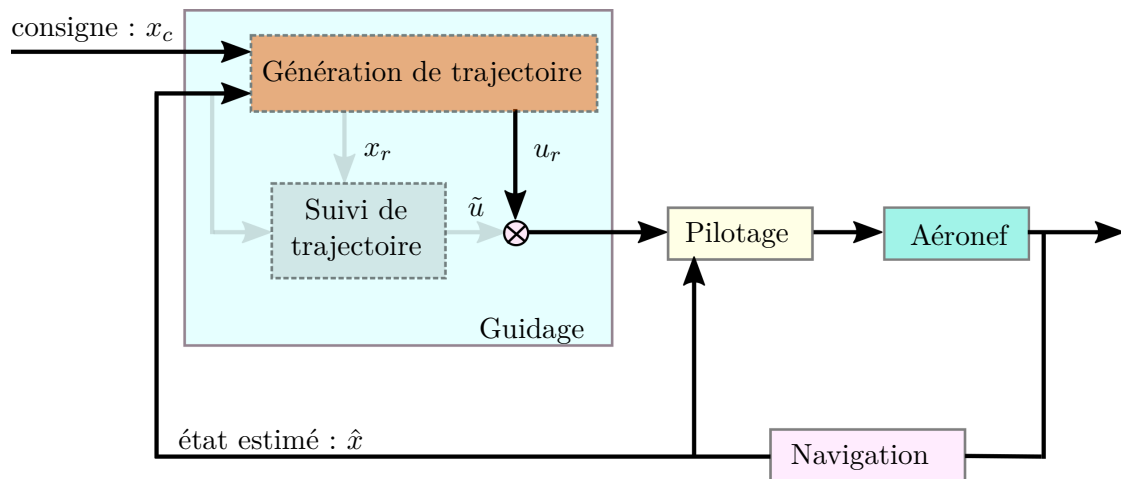 consigne : x_c
Génération de trajectoire
x_r
u_r
Suivi de
trajectoire
ũ
Pilotage
Aéronef
Guidage
état estimé : x̂
Navigation